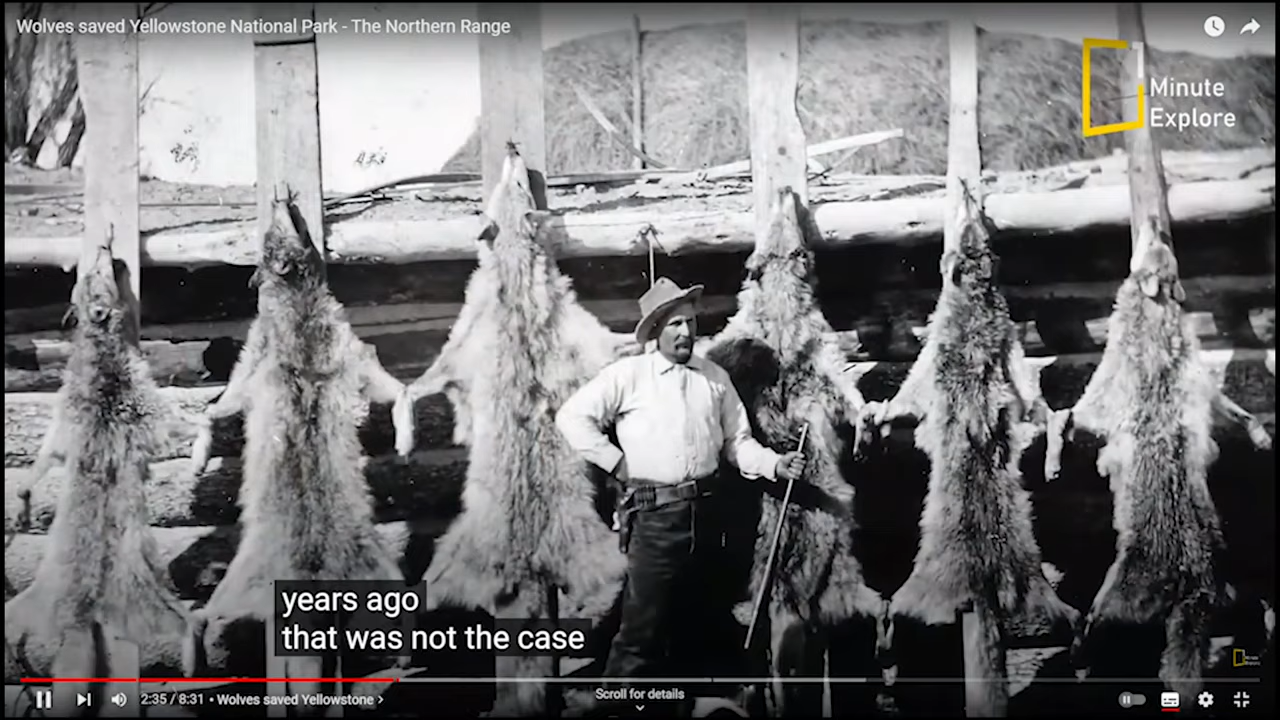 Wolves saved Yellowstone National Park - The Northern Range
Minute
Explore
years ago
that was not the case
2:35 / 8:31 • Wolves saved Yellowstone >
Scroll for details